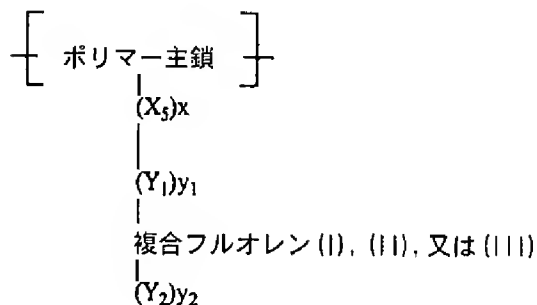 ポリマー主鎖
(X₅)x
(Y₁)y₁
複合フルオレン(I), (II), 又は(III)
(Y₂)y₂